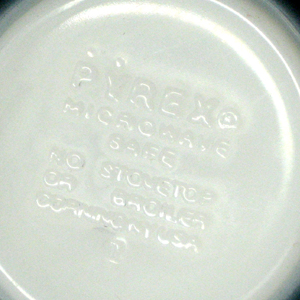 PYREX®
MICROWAVE
SAFE
NO STOVETOP
OR BROILER
CORNING NY USA